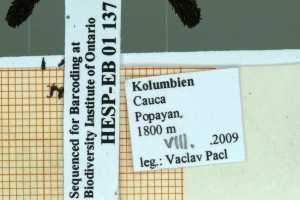 Sequenced for Barcoding at
Biodiversity Institute of Ontario
HESP-EB 01 137
Kolumbien
Cauca
Popayan,
1800 m
VIII. .2009
leg.: Vaclav Pacl